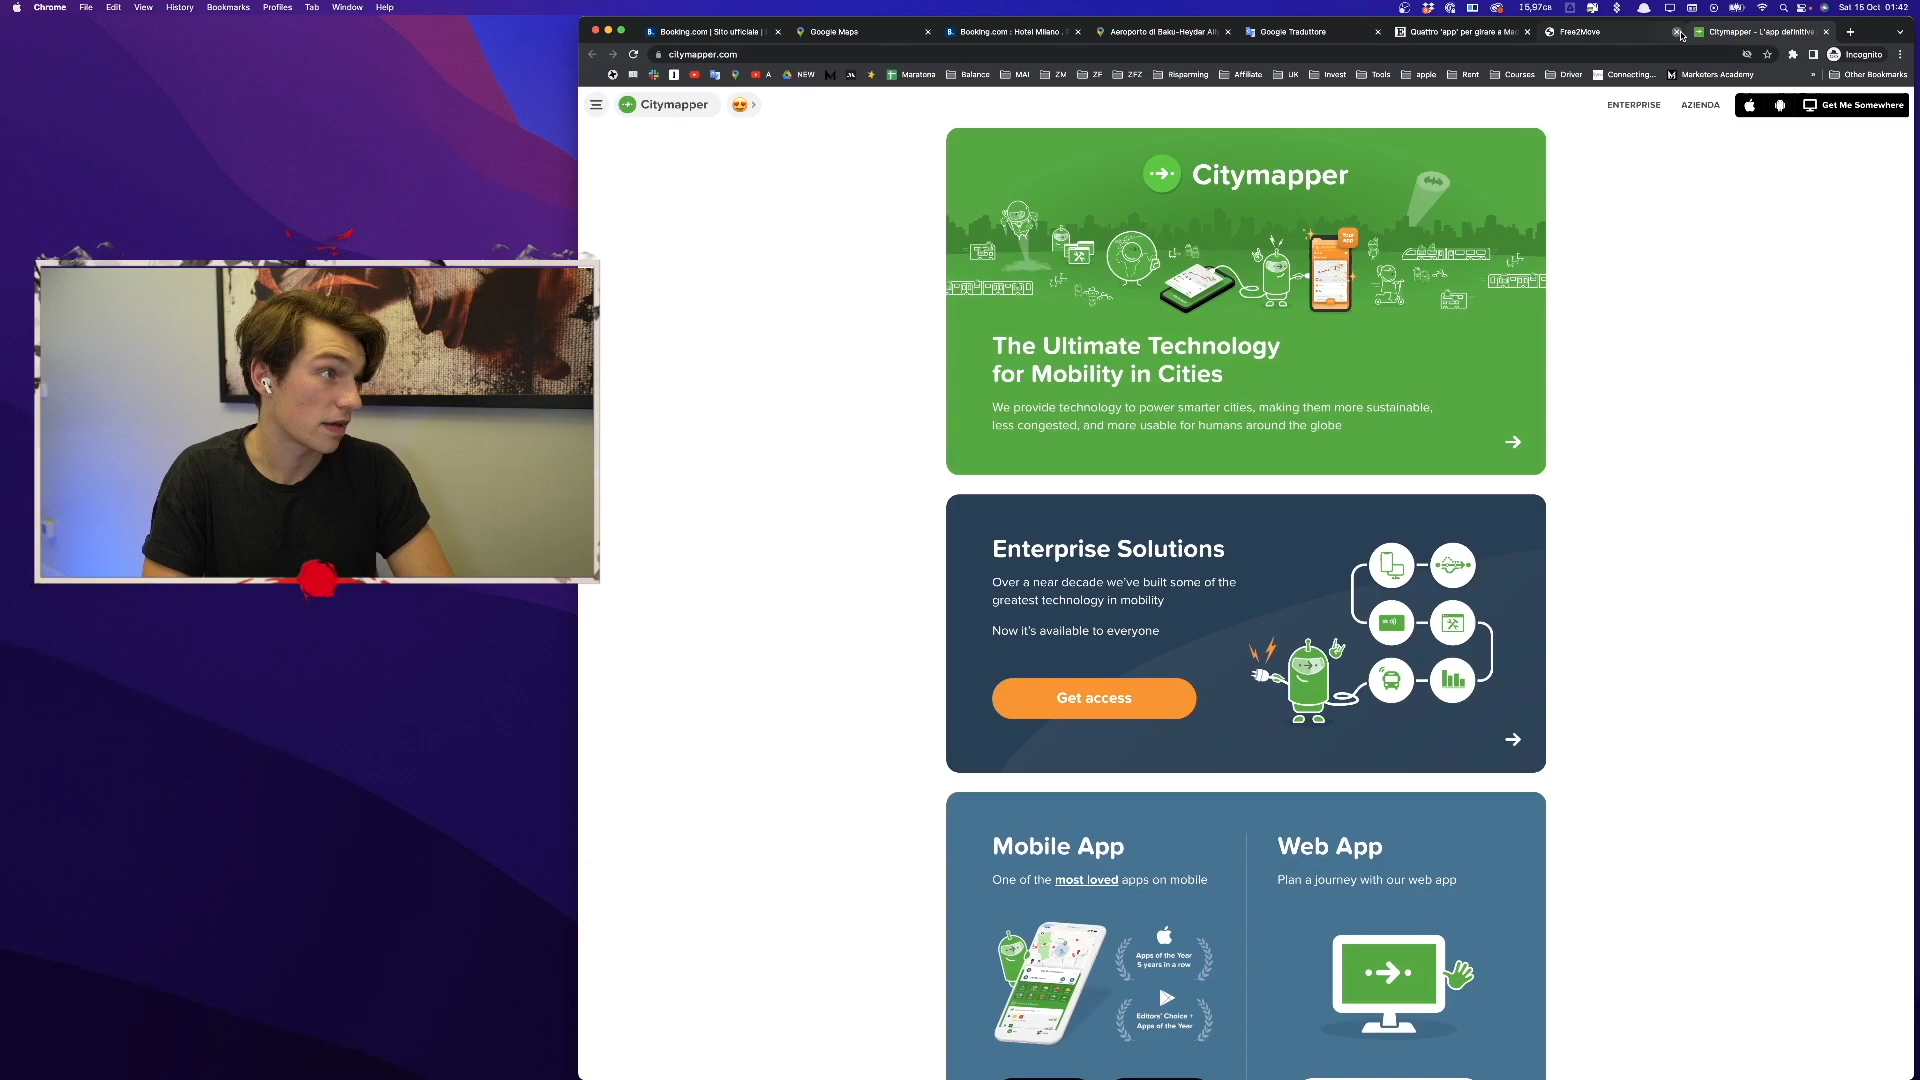 Chrome File Edit View History Bookmarks Profiles Tab Window Help
Sat 15 Oct 01:42
Booking.com | Sito ufficiale |
Google Maps
Booking.com : Hotel Milano .
Aeroporto di Baku-Heydar Ali
Google Traduttore
Quattro 'app' per girare a Mad
Free2Move
Citymapper - L'app definitiva
citymapper.com
Incognito
A NEW Maratona Balance MAI ZM ZF ZFZ Risparming Affiliate UK Invest Tools apple Rent Courses Driver Connecting... Marketers Academy » Other Bookmarks
Citymapper
ENTERPRISE AZIENDA Get Me Somewhere
Citymapper
Your app
The Ultimate Technology
for Mobility in Cities
We provide technology to power smarter cities, making them more sustainable,
less congested, and more usable for humans around the globe
Enterprise Solutions
Over a near decade we've built some of the
greatest technology in mobility
Now it's available to everyone
Get access
Mobile App
One of the most loved apps on mobile
Apps of the Year
5 years in a row
Editors' Choice +
Apps of the Year
Web App
Plan a journey with our web app